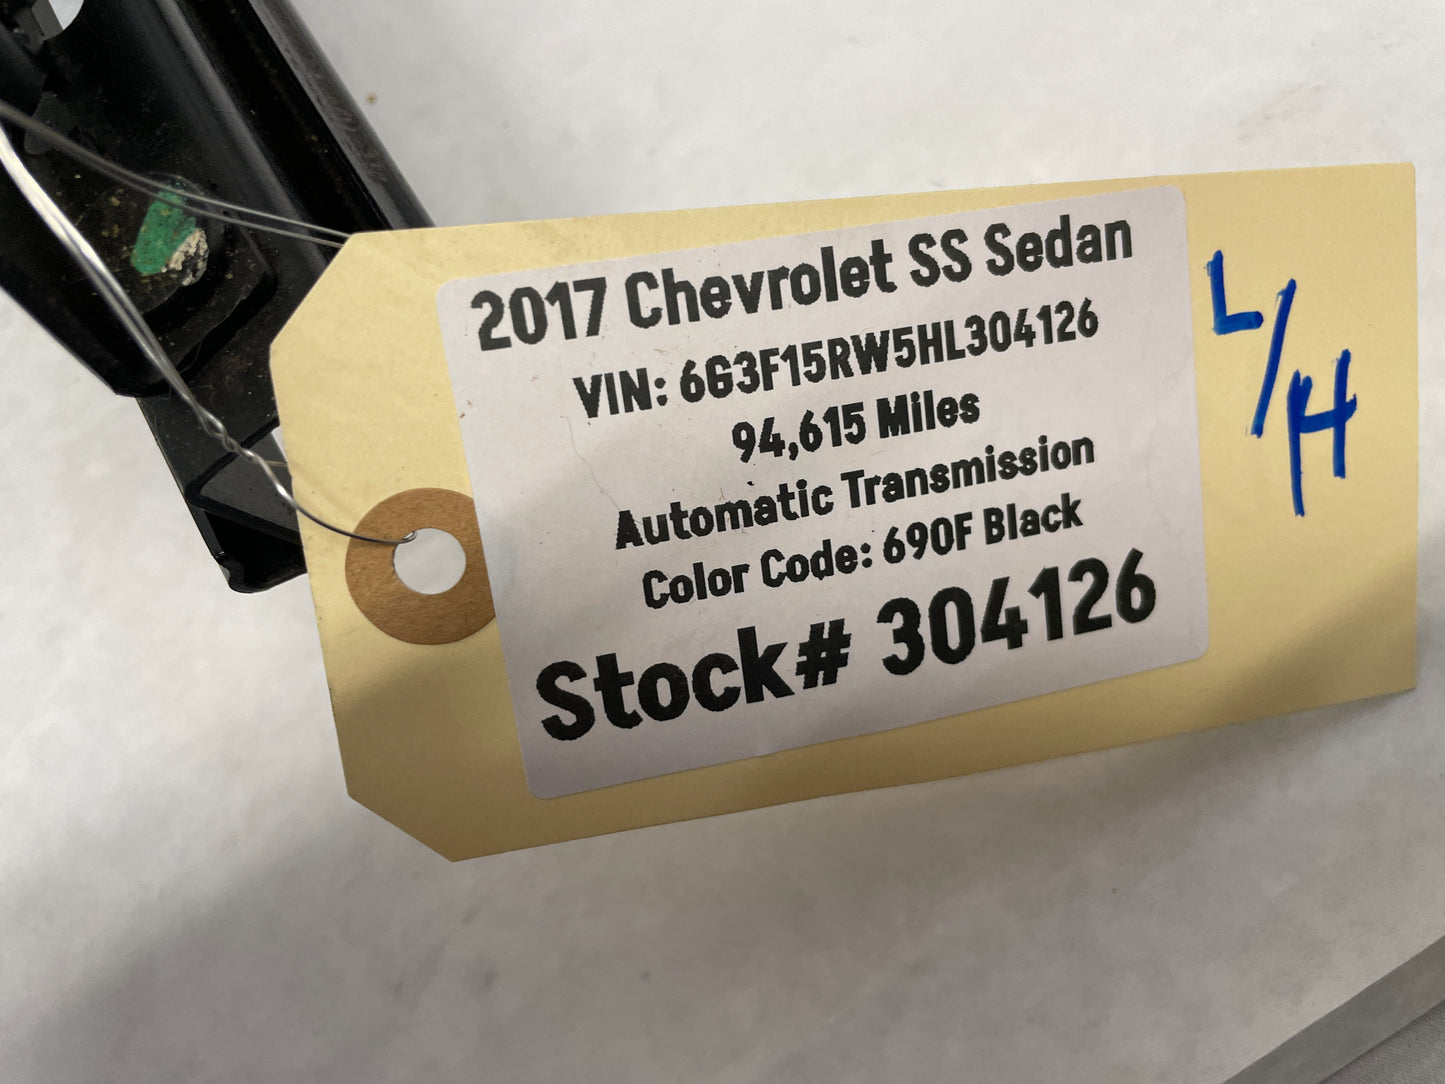 2017 Chevrolet SS Sedan
VIN: 6G3F15RW5HL304126
94,615 Miles
Automatic Transmission
Color Code: 690F Black
Stock# 304126
L/H